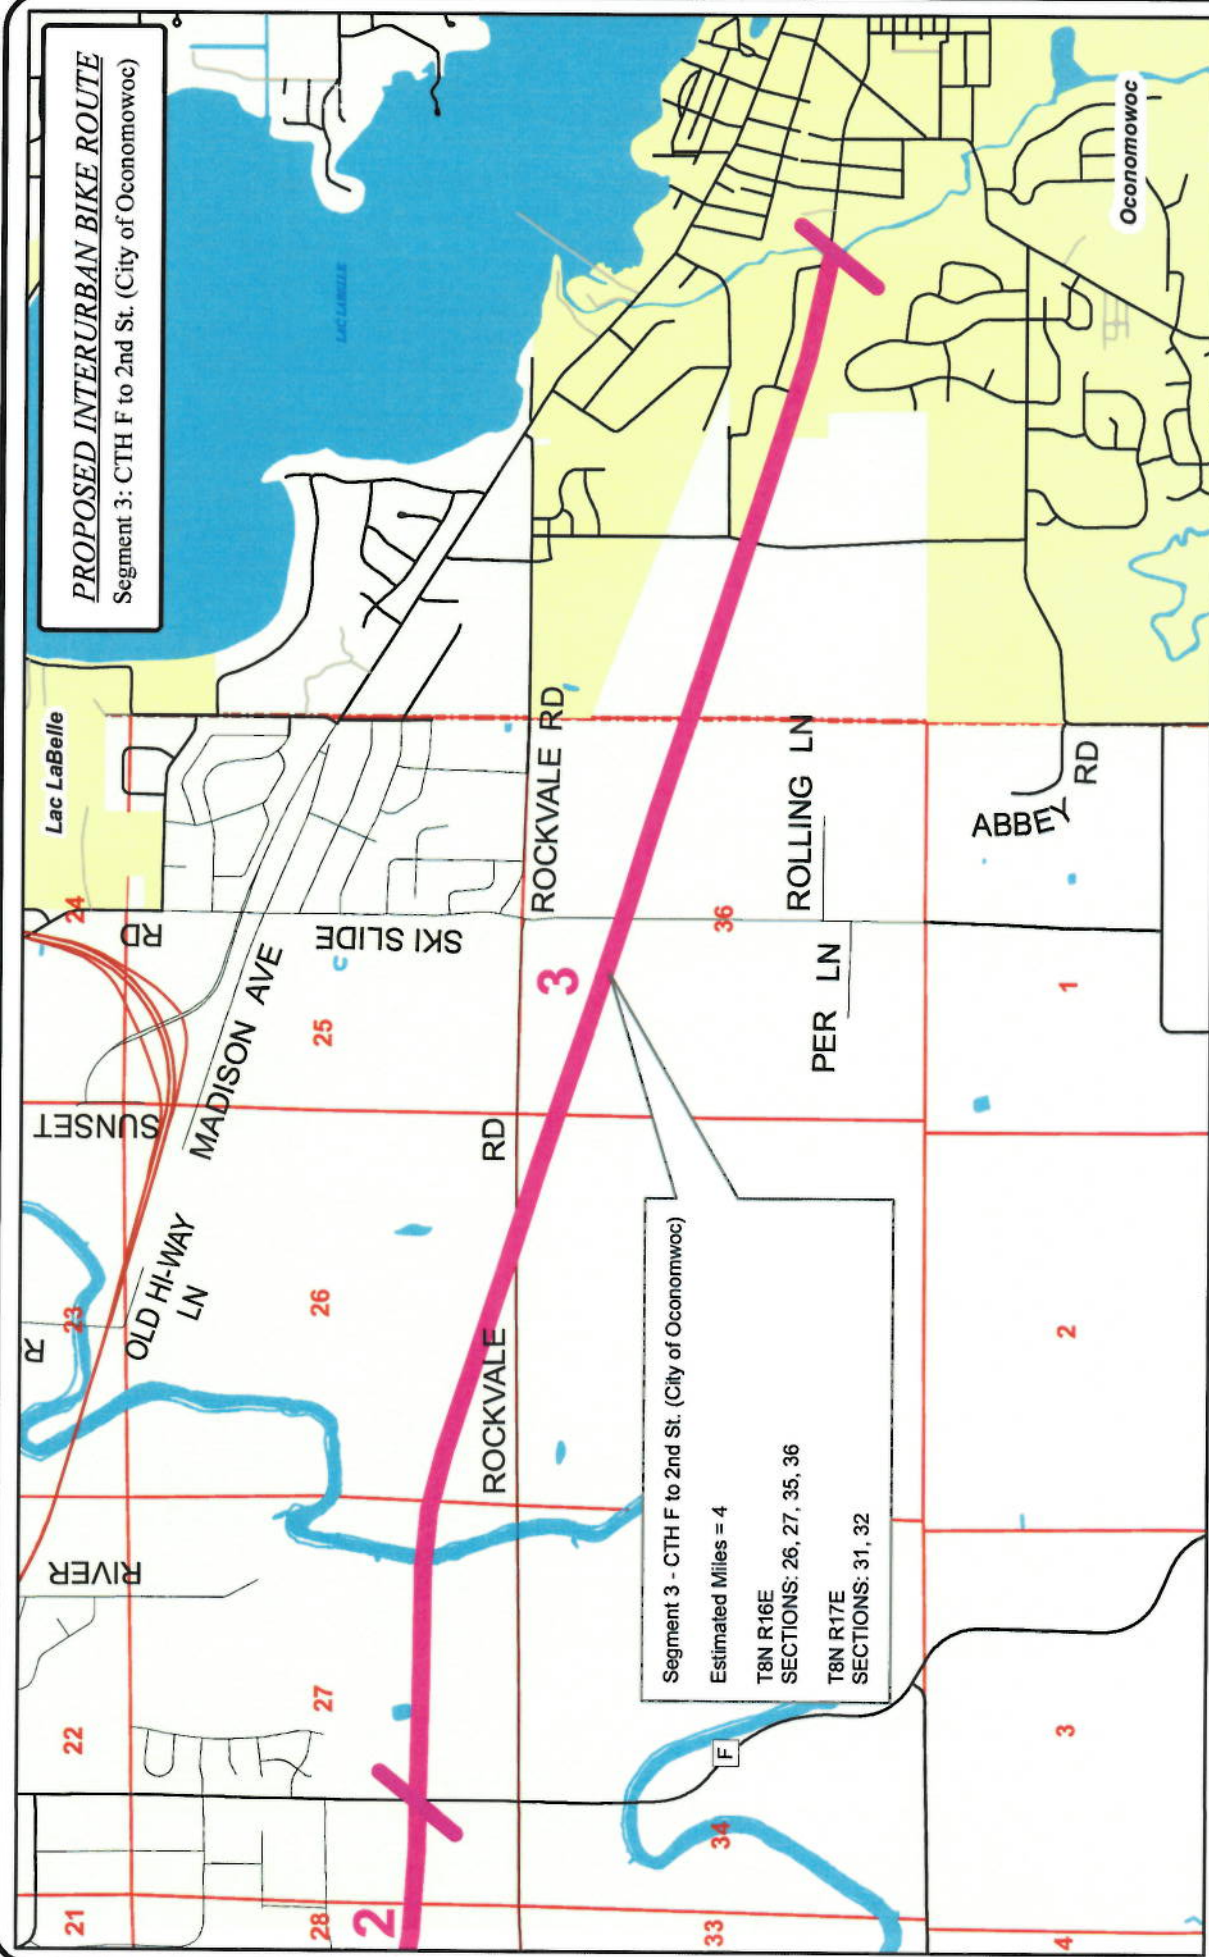 PROPOSED INTERURBAN BIKE ROUTE
Segment 3: CTH F to 2nd St. (City of Oconomowoc)
LAC LABELLE
Lac LaBelle
Oconomowoc
21
22
R
23
24
RIVER
SUNSET
RD
OLD HI-WAY
LN
MADISON AVE
SKI SLIDE
28
27
26
25
2
3
ROCKVALE
RD
ROCKVALE RD
33
34
36
F
PER LN
ROLLING LN
ABBEY
RD
4
3
2
1
Segment 3 - CTH F to 2nd St. (City of Oconomwoc)
Estimated Miles = 4
T8N R16E
SECTIONS: 26, 27, 35, 36
T8N R17E
SECTIONS: 31, 32